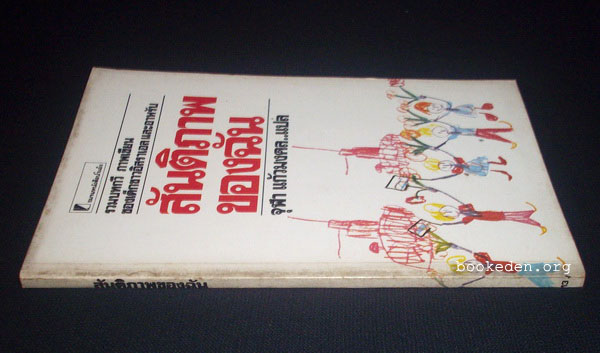 รวมบทกวี ภาพเขียน
ของเด็กชาวอิสราเอลและอาหรับ
สันติภาพ
ของฉัน
จุฬา แก้วมงคล...แปล
สันติภาพของฉัน
bookeden.org